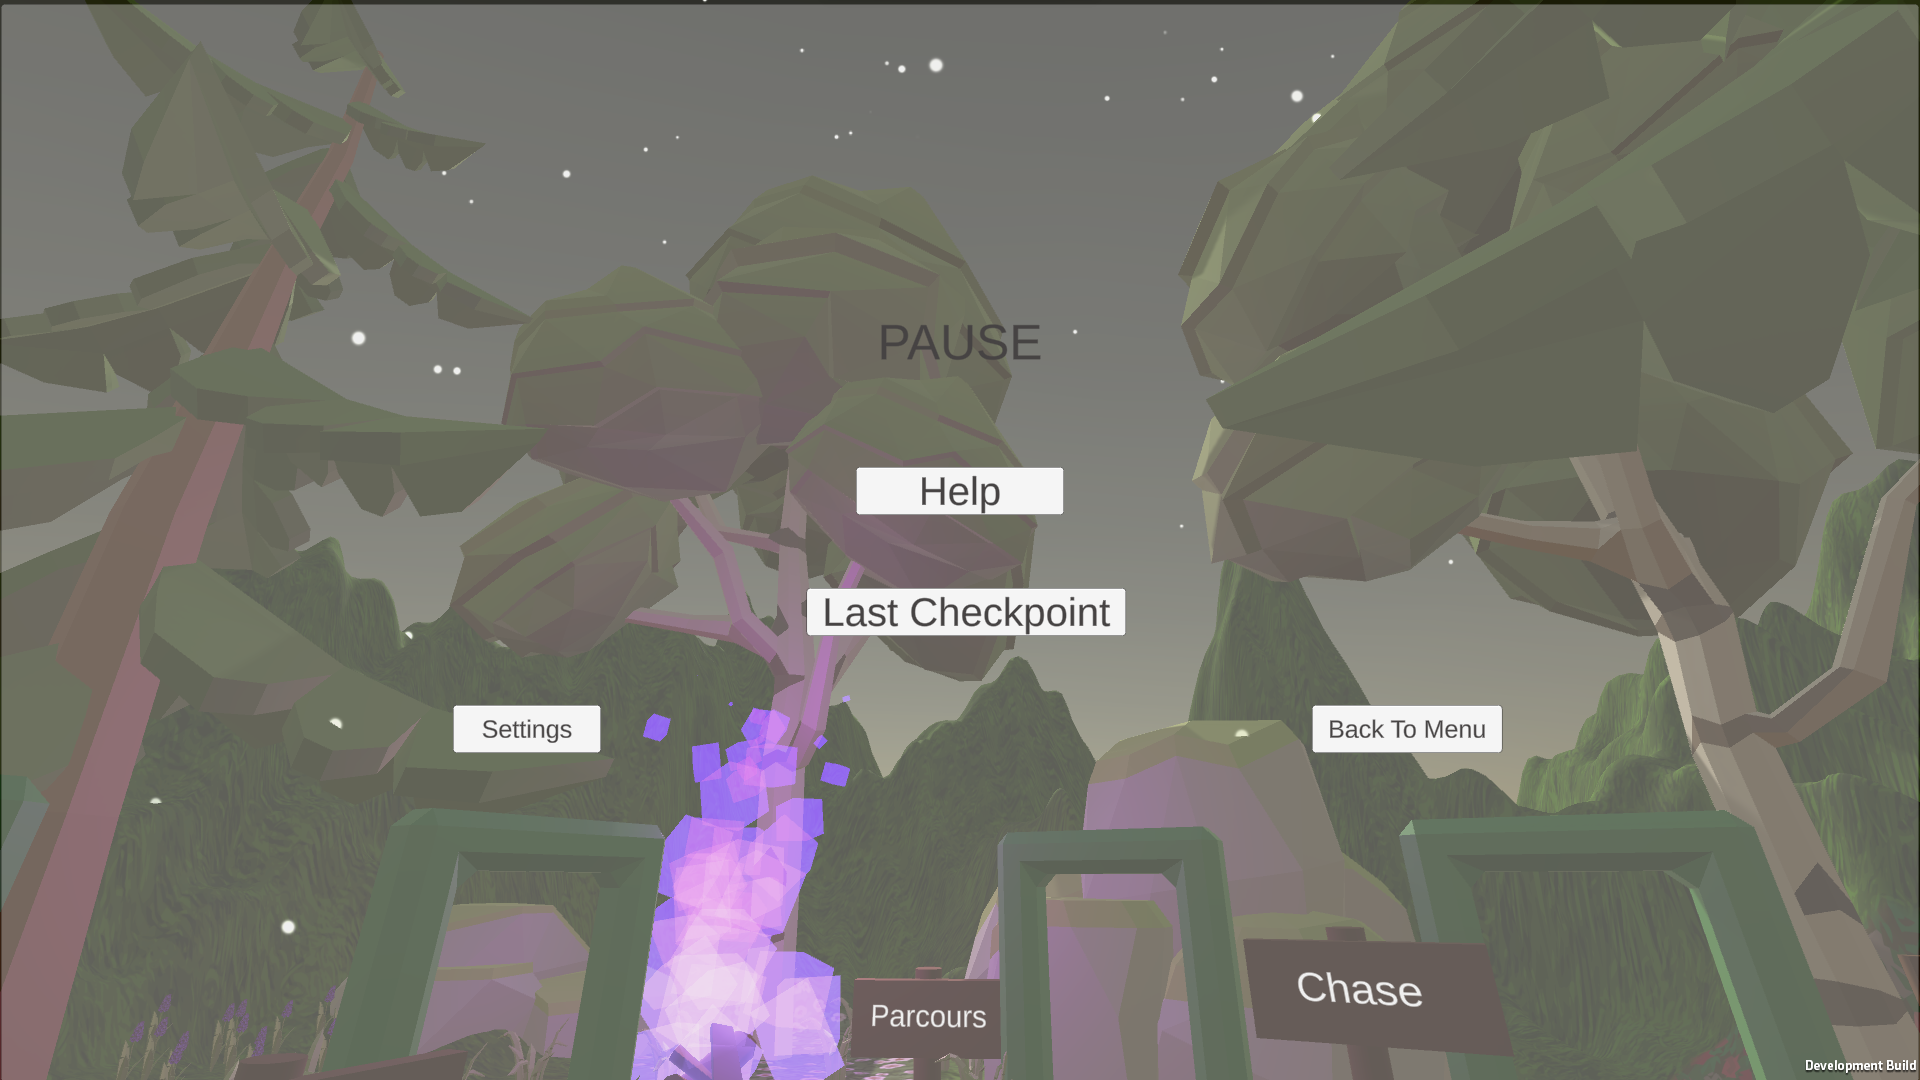 PAUSE
Help
Last Checkpoint
Settings
Back To Menu
Chase
Parcours
Development Build